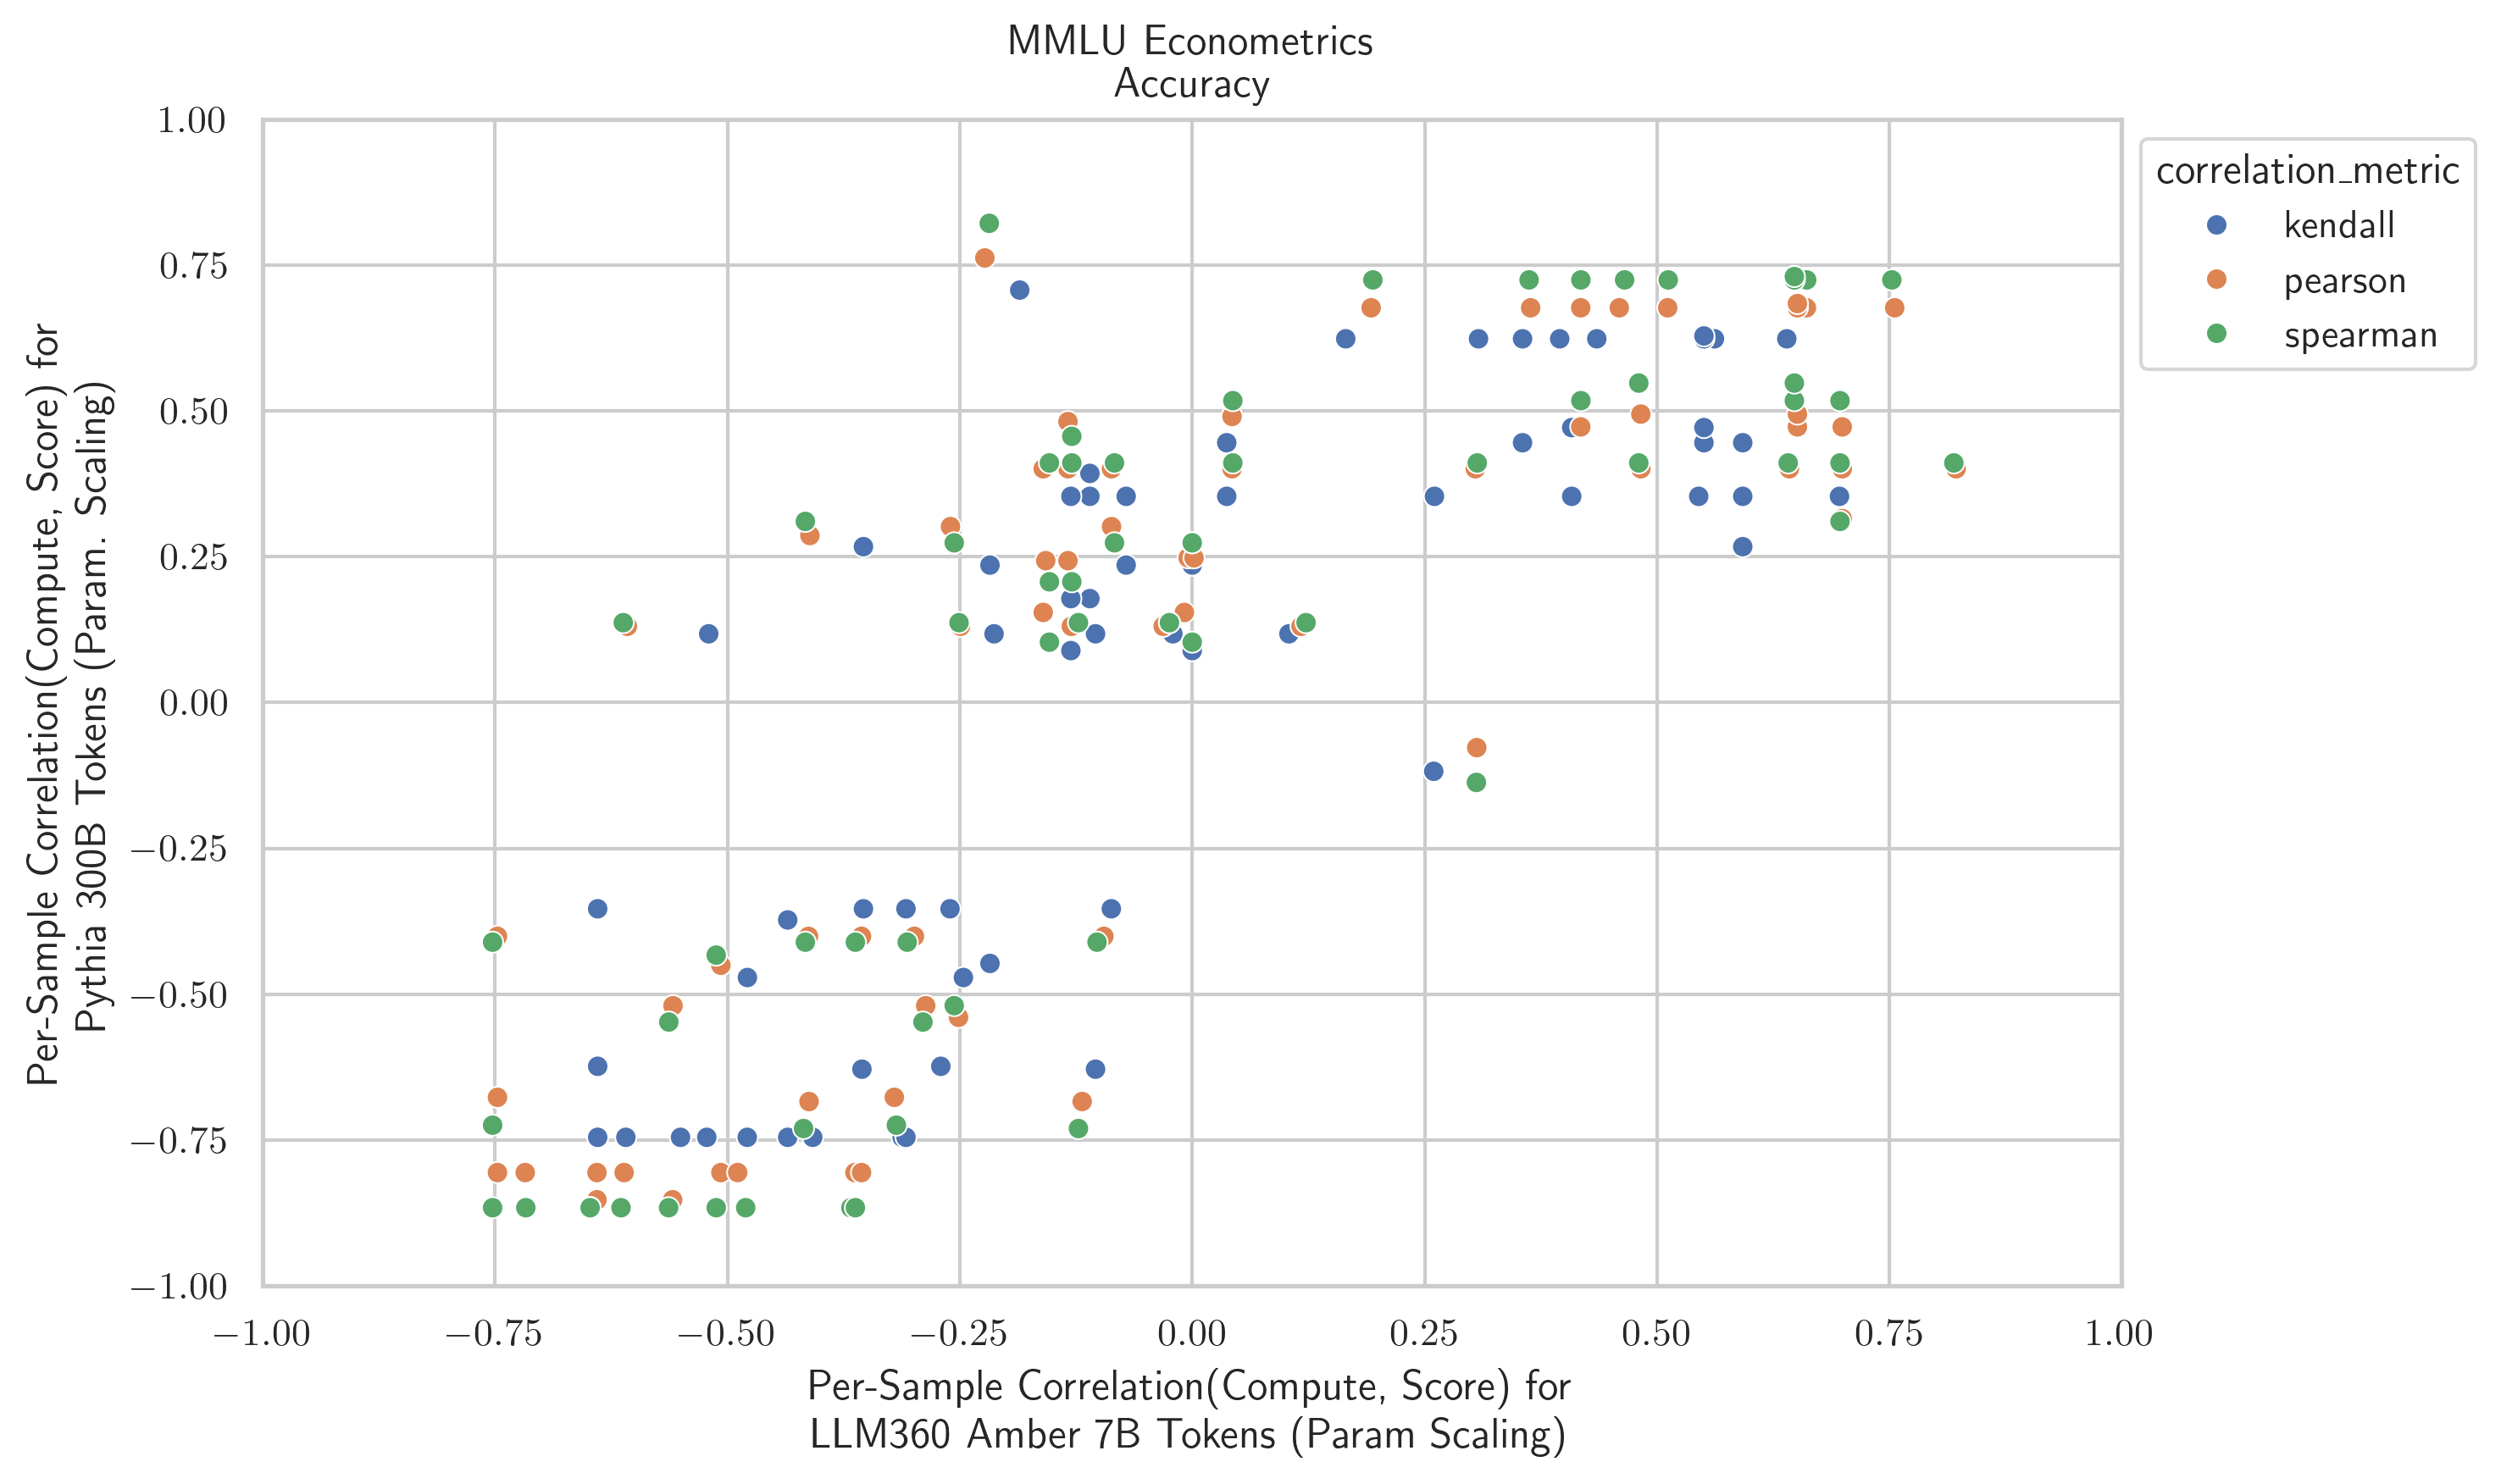 MMLU Econometrics
Accuracy
Per-Sample Correlation(Compute, Score) for
Pythia 300B Tokens (Param. Scaling)
1.00
0.75
0.50
0.25
0.00
−0.25
−0.50
−0.75
−1.00
−1.00 −0.75 −0.50 −0.25 0.00 0.25 0.50 0.75 1.00
Per-Sample Correlation(Compute, Score) for
LLM360 Amber 7B Tokens (Param Scaling)
correlation_metric
kendall
pearson
spearman